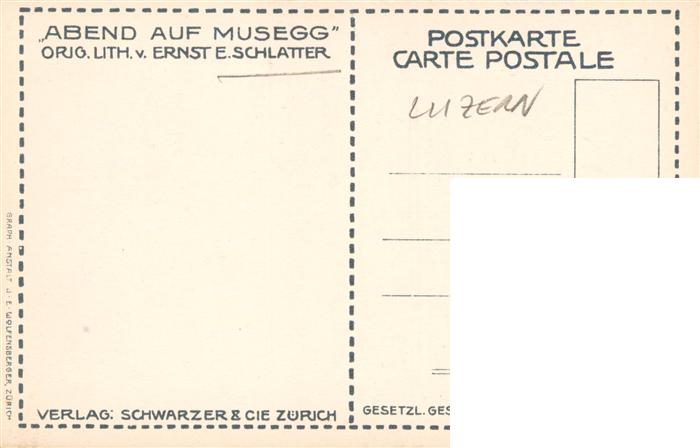 „ABEND AUF MUSEGG”
ORIG. LITH. v. ERNST E. SCHLATTER
POSTKARTE
CARTE POSTALE
LUZERN
GRAPH. ANSTALT J. E. WOLFENSBERGER, ZÜRICH
VERLAG: SCHWARZER & CIE ZÜRICH
GESETZL. GES